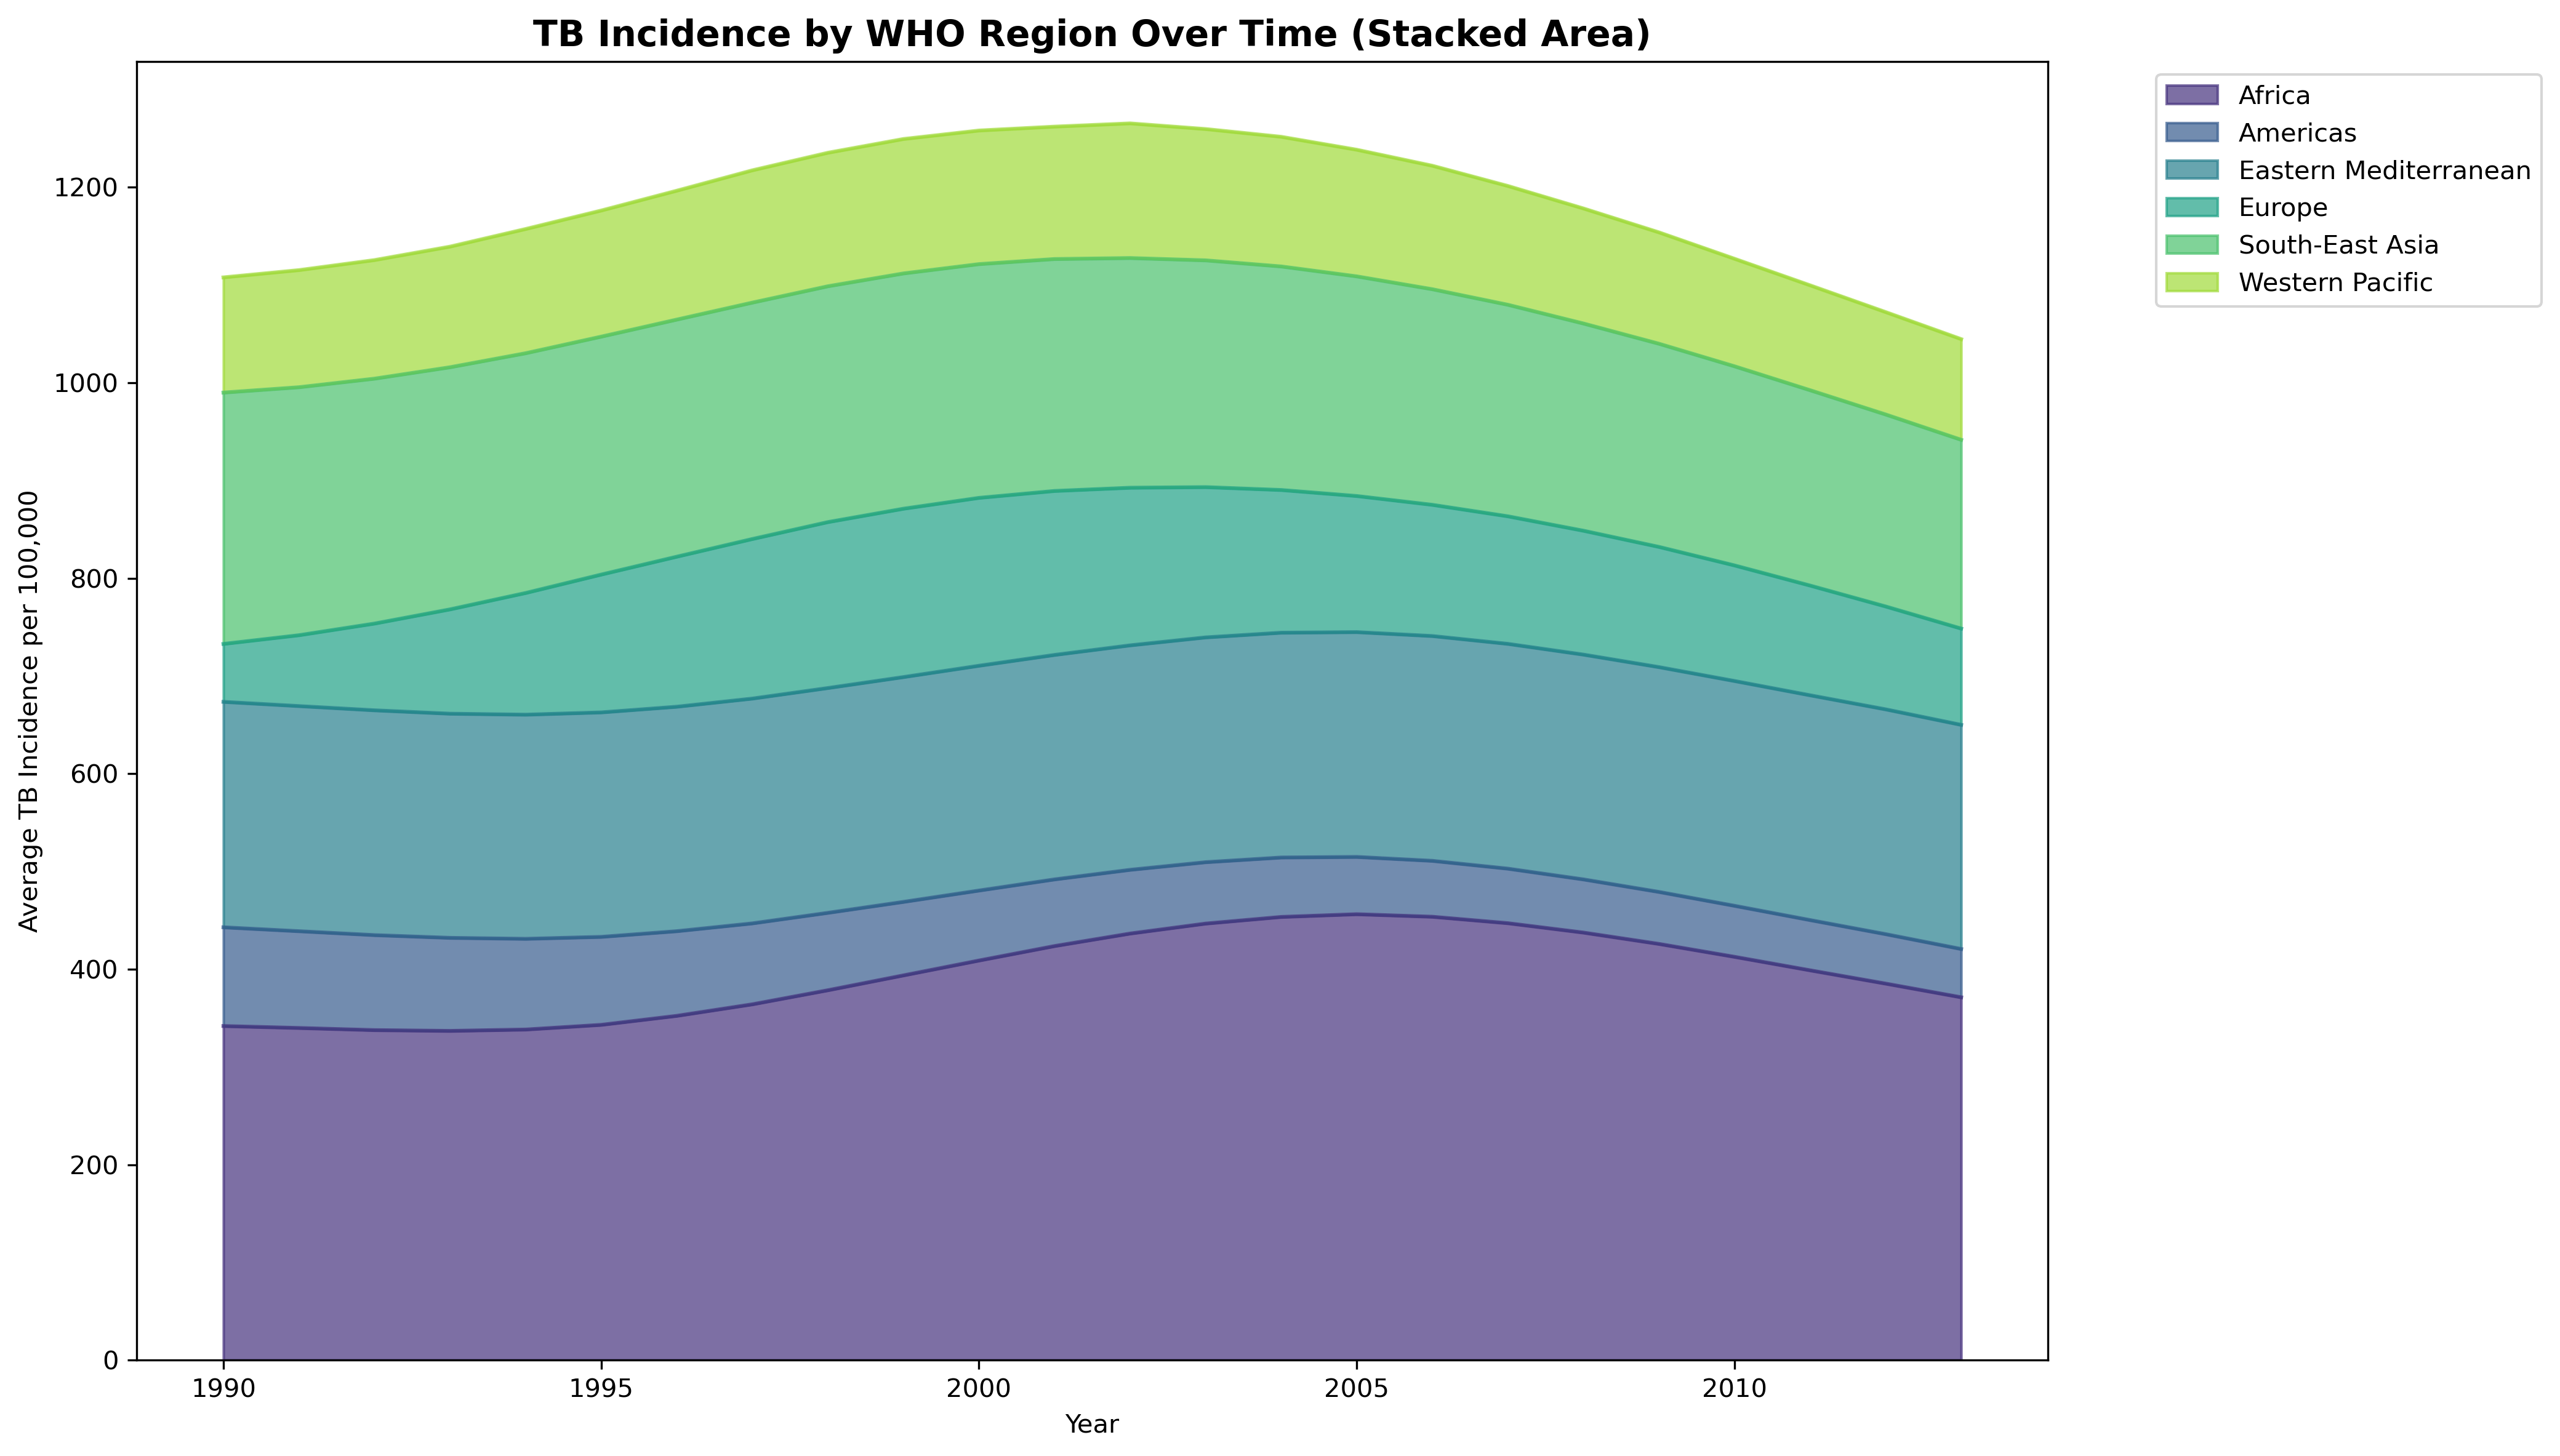 TB Incidence by WHO Region Over Time (Stacked Area)
Africa
Americas
Eastern Mediterranean
Europe
South-East Asia
Western Pacific
Average TB Incidence per 100,000
1200
1000
800
600
400
200
0
1990 1995 2000 2005 2010
Year